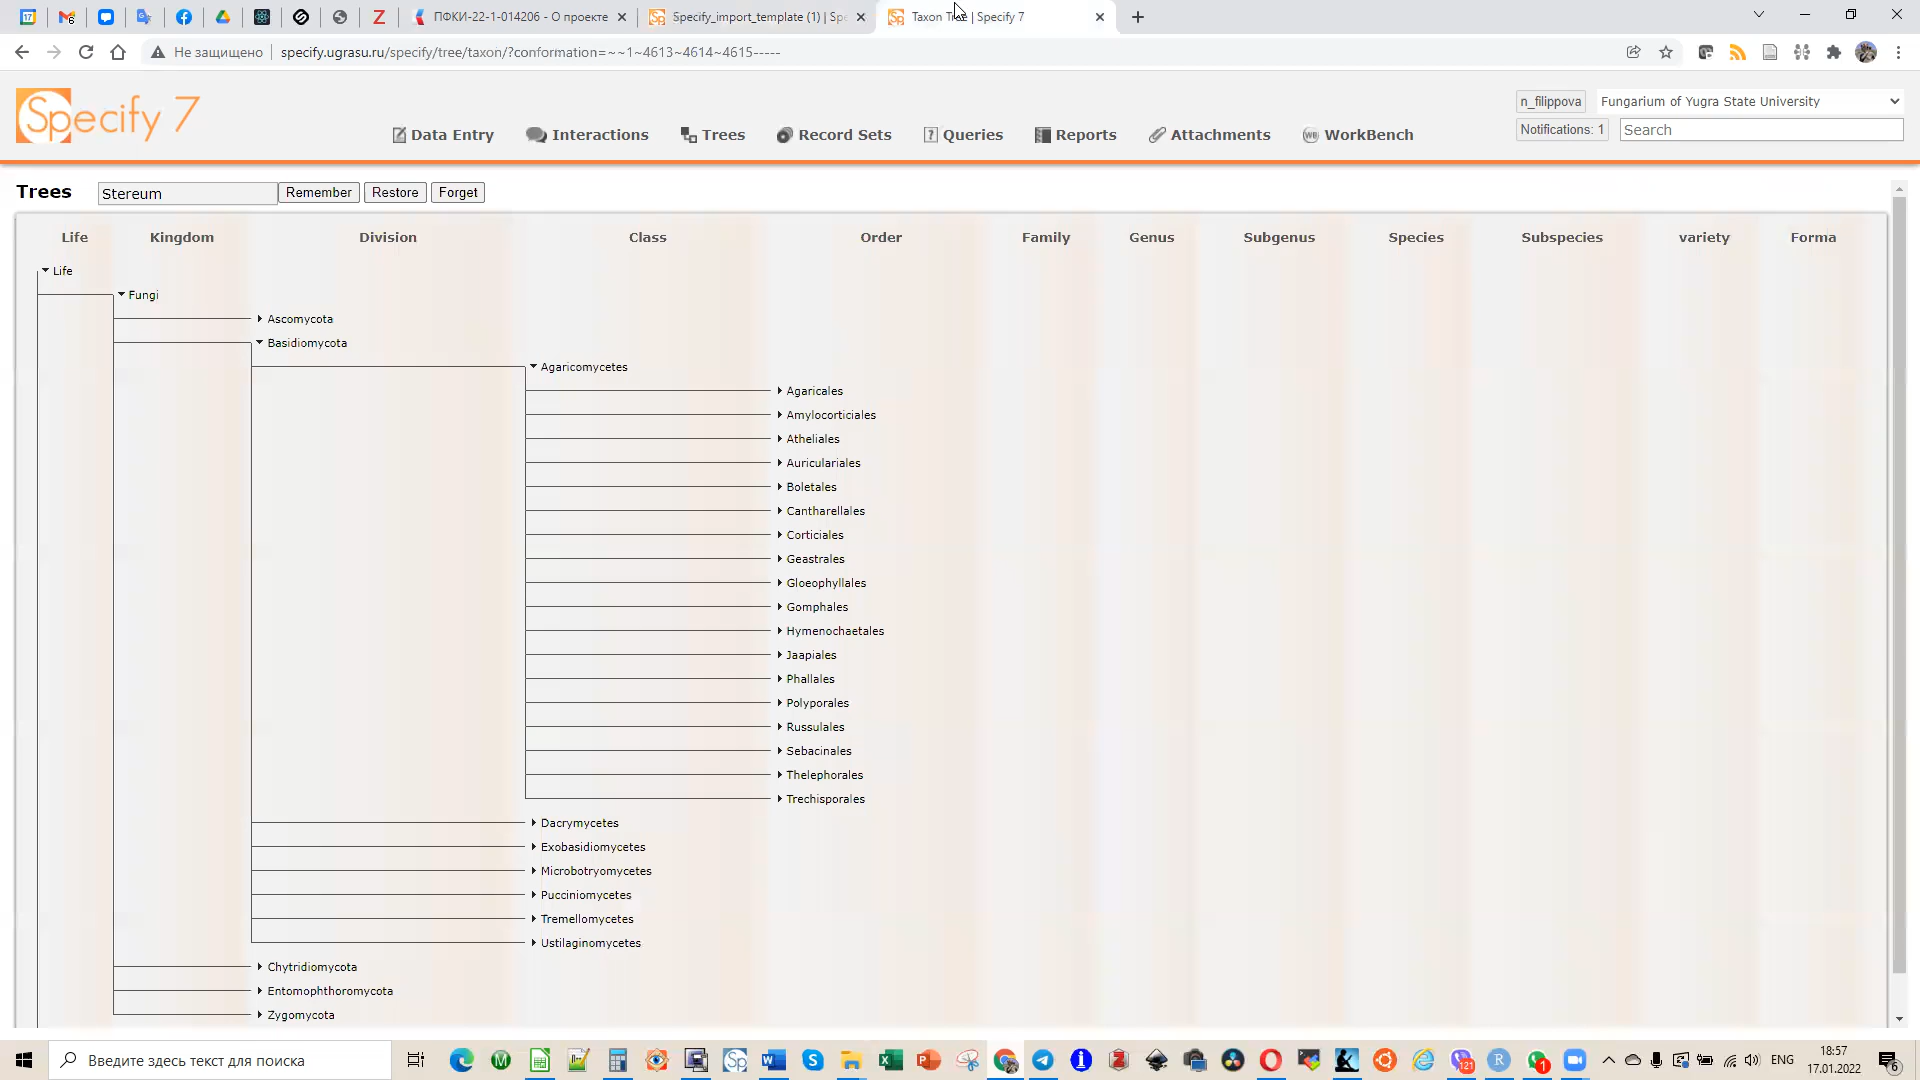 ПФКИ-22-1-014206 - О проекте
Specify_import_template (1) | Spe
Taxon Tree | Specify 7
Не защищено
specify.ugrasu.ru/specify/tree/taxon/?conformation=~~1~4613~4614~4615-----
Specify 7
Data Entry
Interactions
Trees
Record Sets
Queries
Reports
Attachments
WorkBench
n_filippova
Fungarium of Yugra State University
Notifications: 1
Search
Trees
Stereum
Remember
Restore
Forget
Life
Kingdom
Division
Class
Order
Family
Genus
Subgenus
Species
Subspecies
variety
Forma
Life
Fungi
Ascomycota
Basidiomycota
Agaricomycetes
Agaricales
Amylocorticiales
Atheliales
Auriculariales
Boletales
Cantharellales
Corticiales
Geastrales
Gloeophyllales
Gomphales
Hymenochaetales
Jaapiales
Phallales
Polyporales
Russulales
Sebacinales
Thelephorales
Trechisporales
Dacrymycetes
Exobasidiomycetes
Microbotryomycetes
Pucciniomycetes
Tremellomycetes
Ustilaginomycetes
Chytridiomycota
Entomophthoromycota
Zygomycota
Введите здесь текст для поиска
ENG
18:57
17.01.2022